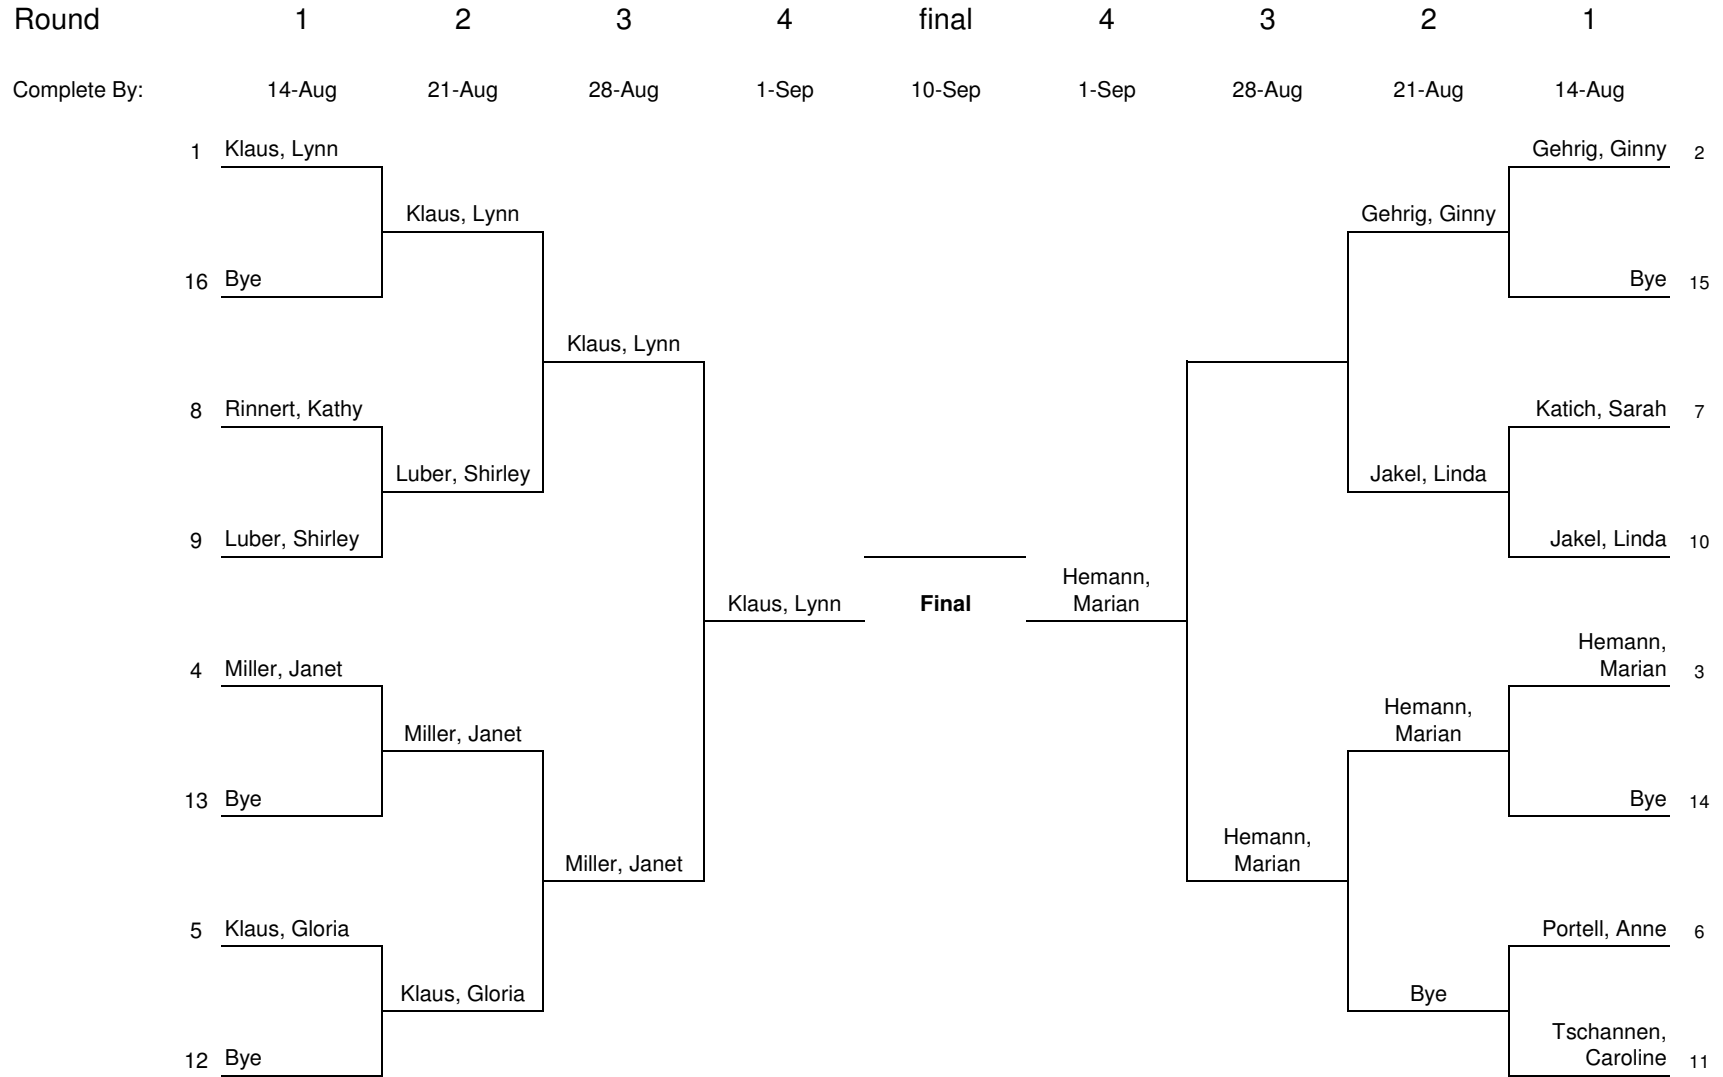 Round 1 2 3 4 final 4 3 2 1
Complete By: 14-Aug 21-Aug 28-Aug 1-Sep 10-Sep 1-Sep 28-Aug 21-Aug 14-Aug
1 Klaus, Lynn Gehrig, Ginny 2
Klaus, Lynn Gehrig, Ginny
16 Bye Bye 15
Klaus, Lynn
8 Rinnert, Kathy Katich, Sarah 7
Luber, Shirley Jakel, Linda
9 Luber, Shirley Jakel, Linda 10
Hemann,
Klaus, Lynn Final Marian
Hemann,
4 Miller, Janet Marian 3
Hemann,
Miller, Janet Marian
13 Bye Bye 14
Hemann,
Miller, Janet Marian
5 Klaus, Gloria Portell, Anne 6
Klaus, Gloria Bye
Tschannen,
12 Bye Caroline 11